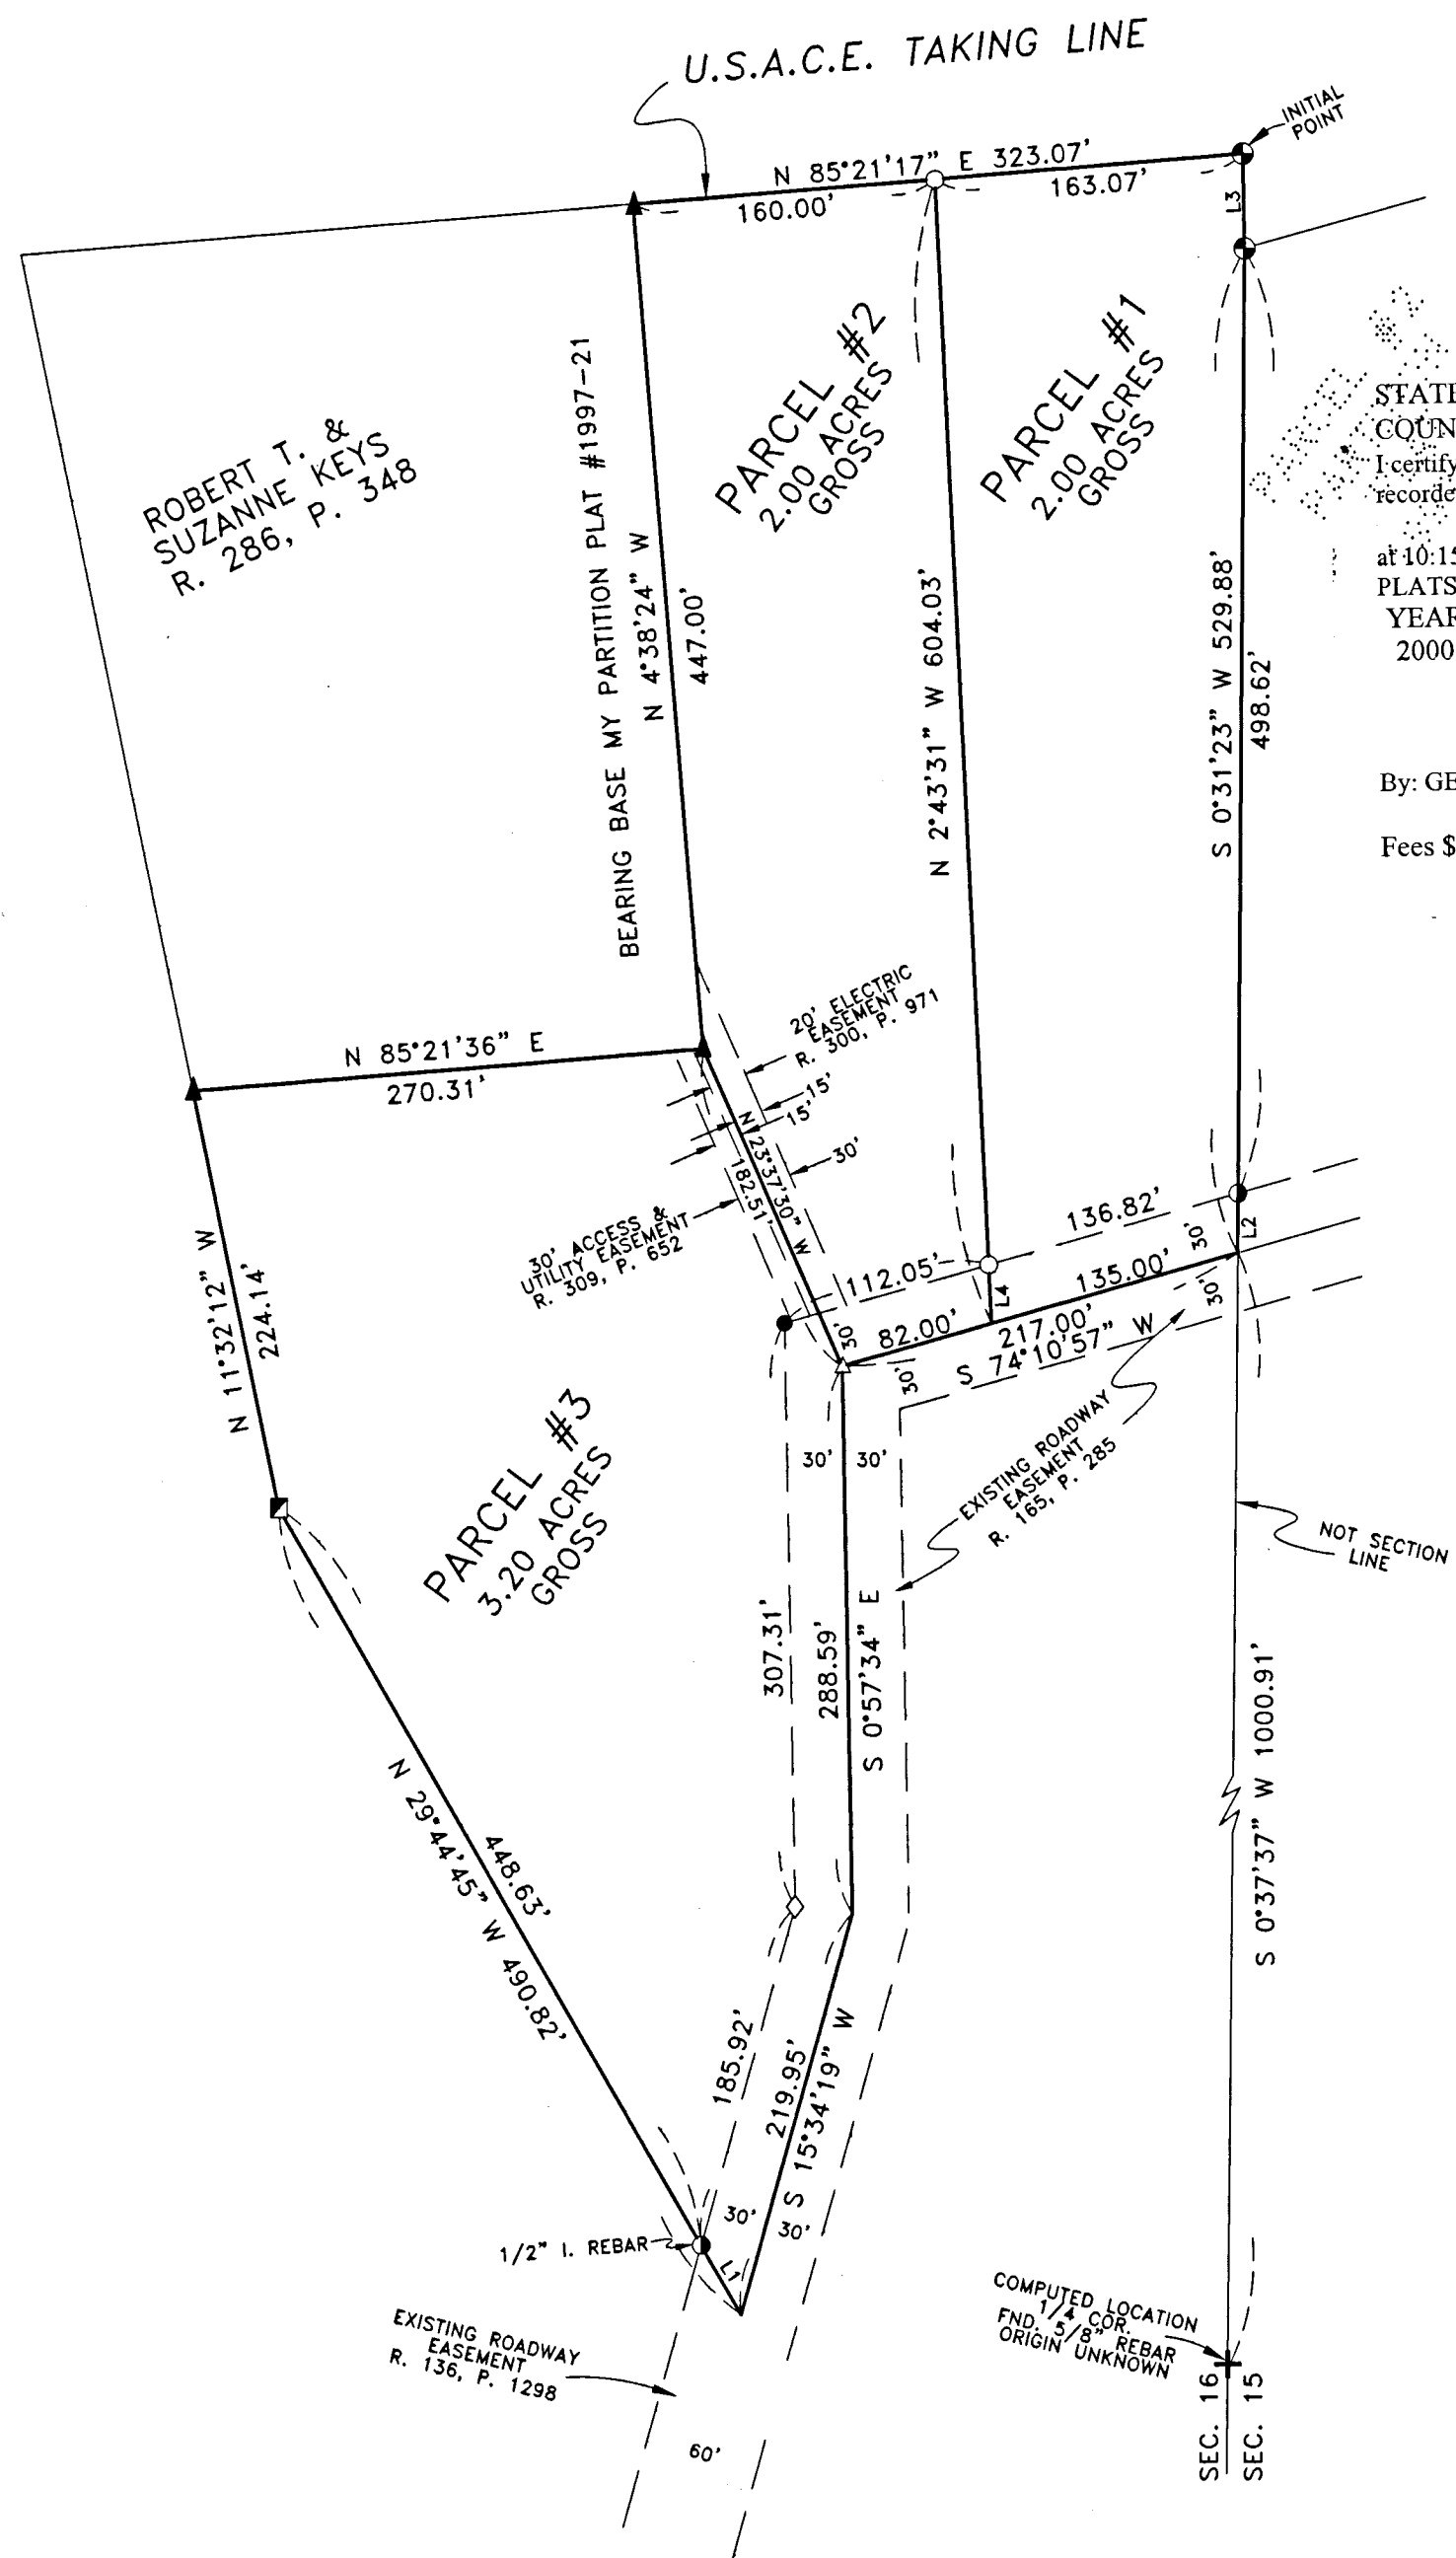 U.S.A.C.E. TAKING LINE
INITIAL
POINT
N 85°21'17" E 323.07'
160.00'
163.07'
L3
ROBERT T. &
SUZANNE KEYS
R. 286, P. 348
BEARING BASE MY PARTITION PLAT #1997-21
N 4°38'24" W
447.00'
PARCEL #2
2.00 ACRES
GROSS
PARCEL #1
2.00 ACRES
GROSS
N 2°43'31" W 604.03'
S 0°31'23" W 529.88'
498.62'
STATE
COUN
I certify
recorde
at 10:15
PLATS
YEAR
2000
By: GE
Fees $
20' ELECTRIC
EASEMENT
R. 300, P. 971
15'
15'
30'
N 85°21'36" E
270.31'
N 23°37'30" W
182.51'
30' ACCESS &
UTILITY EASEMENT
R. 309, P. 652
N 11°32'12" W
224.14'
136.82'
112.05'
30'
L2
135.00'
L4
30'
82.00'
217.00'
S 74°10'57" W
30'
30'
PARCEL #3
3.20 ACRES
GROSS
30'
30'
EXISTING ROADWAY
EASEMENT
R. 165, P. 285
NOT SECTION
LINE
307.31'
288.59'
S 0°57'34" E
S 0°37'37" W 1000.91'
448.63'
N 29°44'45" W 490.82'
185.92'
219.95'
S 15°34'19" W
30'
30'
1/2" I. REBAR
L1
EXISTING ROADWAY
EASEMENT
R. 136, P. 1298
60'
COMPUTED LOCATION
1/4 COR.
FND. 5/8" REBAR
ORIGIN UNKNOWN
SEC. 16
SEC. 15